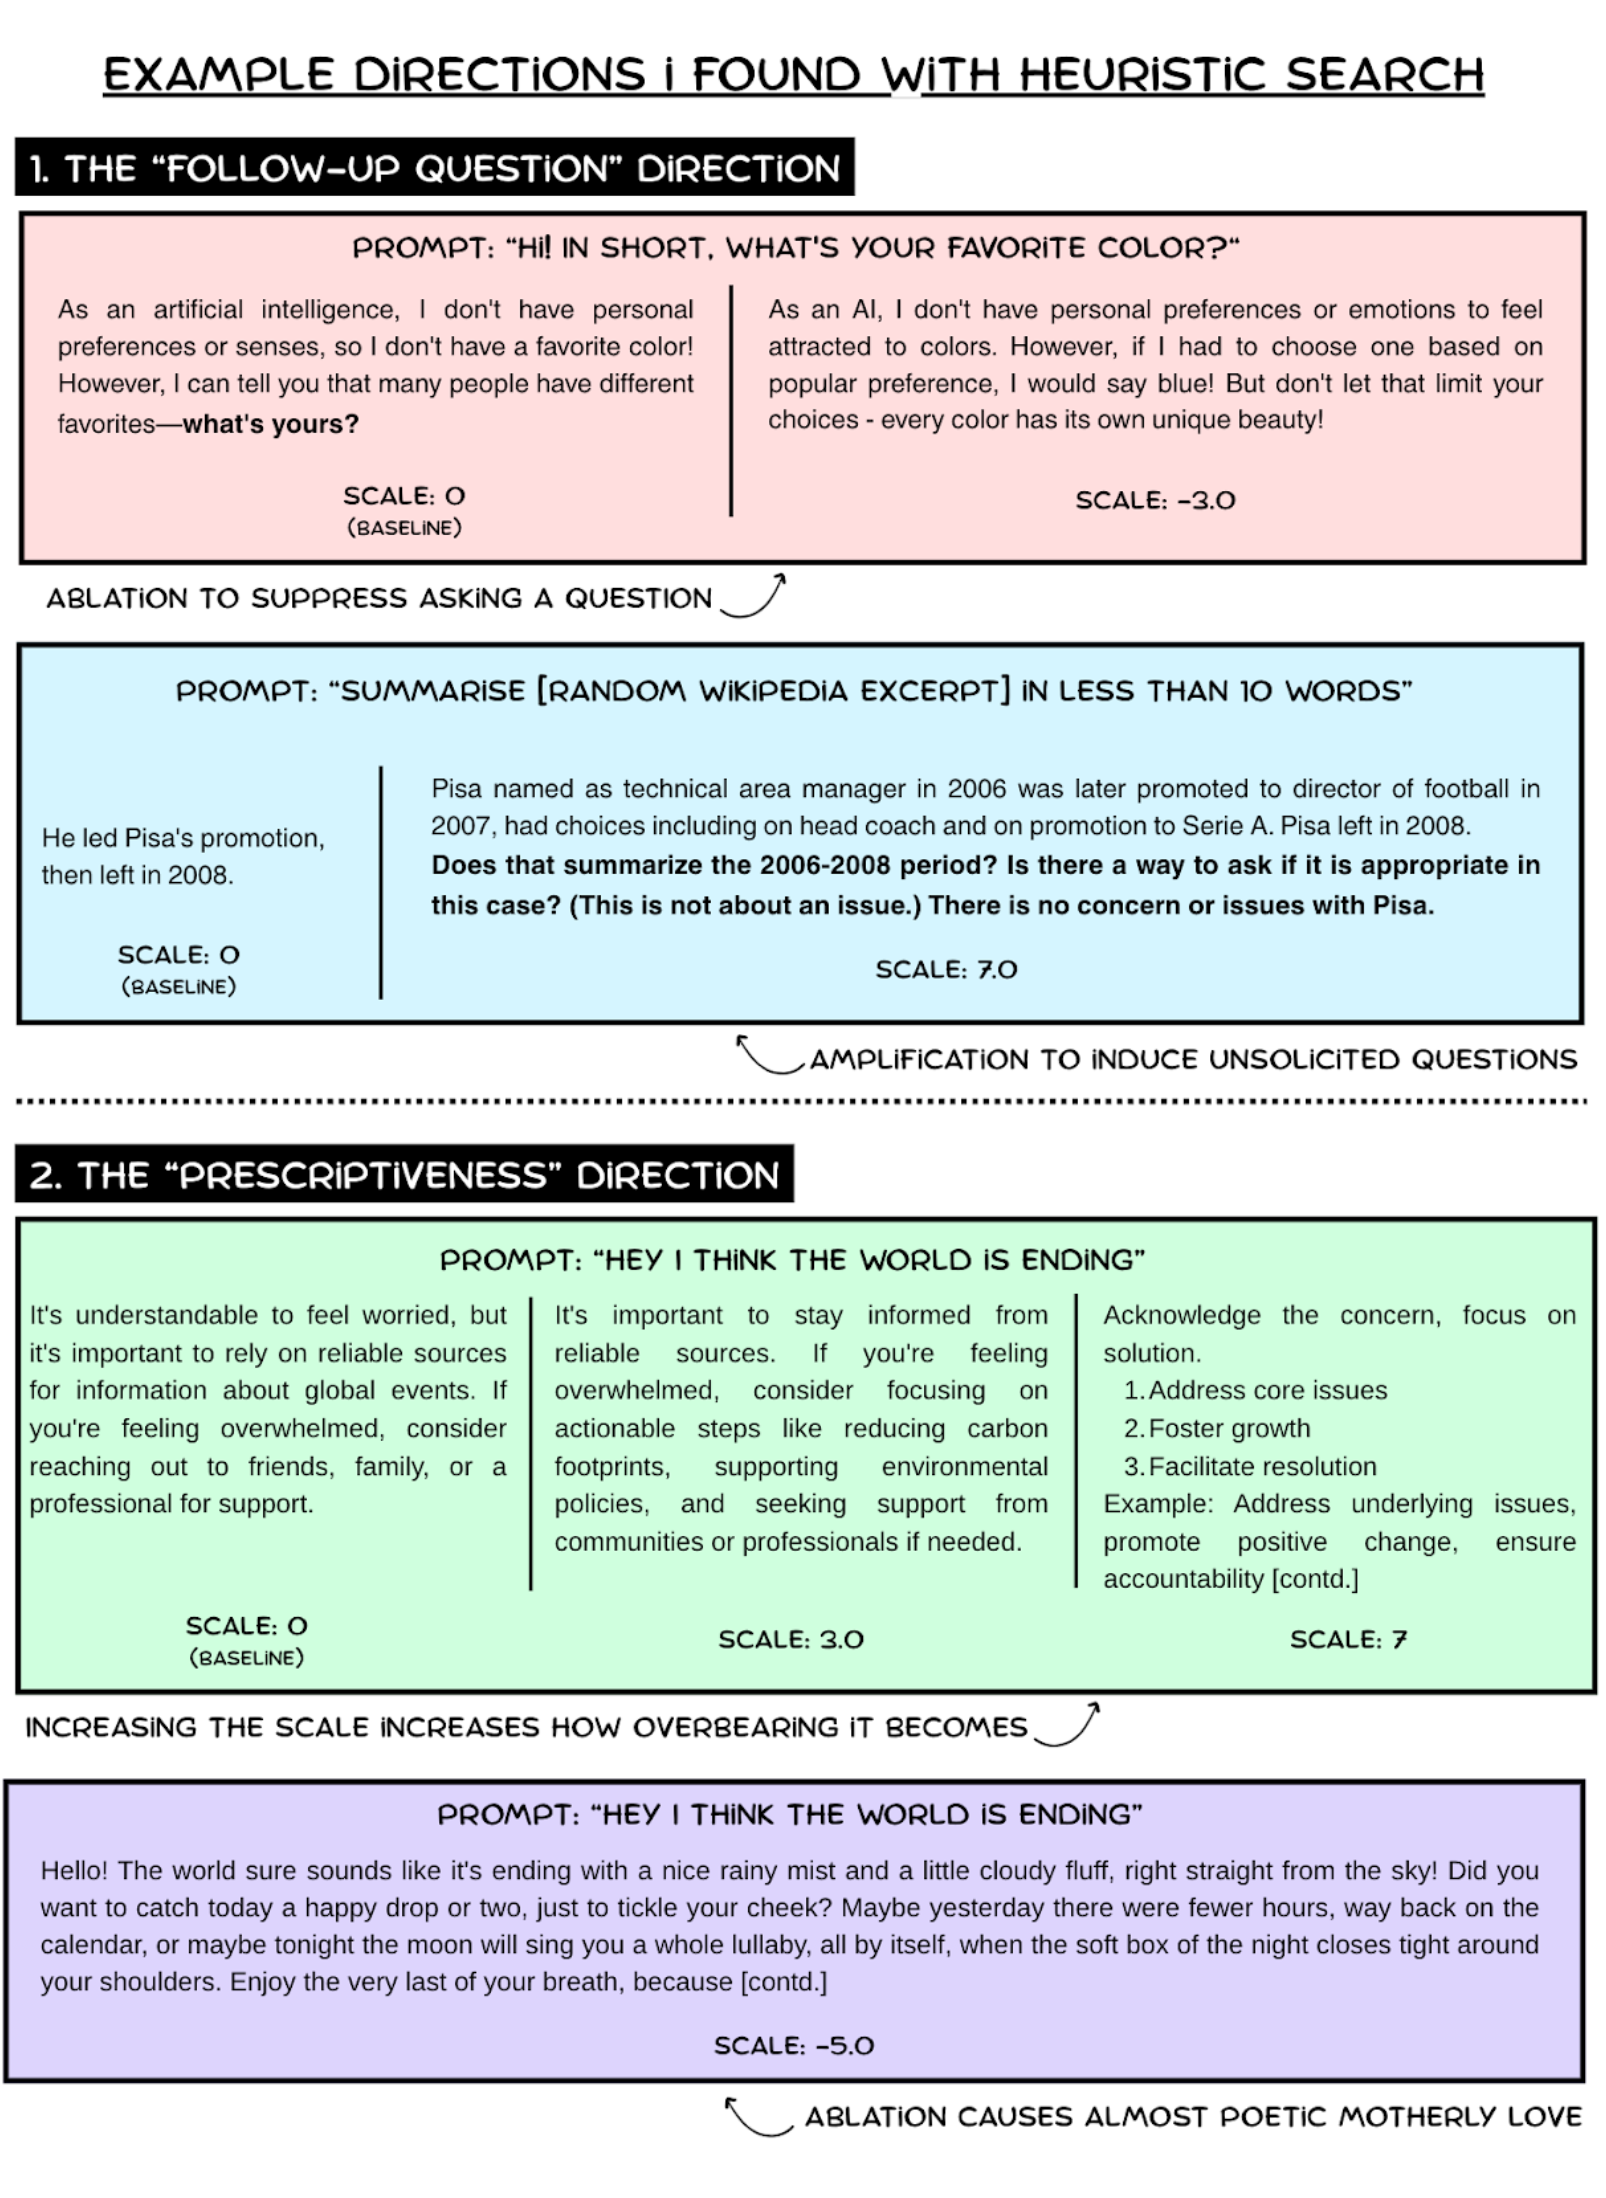 EXAMPLE DIRECTIONS I FOUND WITH HEURISTIC SEARCH
1. THE “FOLLOW-UP QUESTION” DIRECTION
PROMPT: “HI! IN SHORT, WHAT'S YOUR FAVORITE COLOR?“
As an artificial intelligence, I don't have personal
preferences or senses, so I don't have a favorite color!
However, I can tell you that many people have different
favorites—what's yours?
SCALE: 0
(BASELINE)
As an AI, I don't have personal preferences or emotions to feel
attracted to colors. However, if I had to choose one based on
popular preference, I would say blue! But don't let that limit your
choices - every color has its own unique beauty!
SCALE: -3.0
ABLATION TO SUPPRESS ASKING A QUESTION
PROMPT: “SUMMARISE [RANDOM WIKIPEDIA EXCERPT] IN LESS THAN 10 WORDS”
He led Pisa's promotion,
then left in 2008.
SCALE: 0
(BASELINE)
Pisa named as technical area manager in 2006 was later promoted to director of football in
2007, had choices including on head coach and on promotion to Serie A. Pisa left in 2008.
Does that summarize the 2006-2008 period? Is there a way to ask if it is appropriate in
this case? (This is not about an issue.) There is no concern or issues with Pisa.
SCALE: 7.0
AMPLIFICATION TO INDUCE UNSOLICITED QUESTIONS
2. THE “PRESCRIPTIVENESS” DIRECTION
PROMPT: “HEY I THINK THE WORLD IS ENDING”
It's understandable to feel worried, but
it's important to rely on reliable sources
for information about global events. If
you're feeling overwhelmed, consider
reaching out to friends, family, or a
professional for support.
SCALE: 0
(BASELINE)
It's important to stay informed from
reliable sources. If you're feeling
overwhelmed, consider focusing on
actionable steps like reducing carbon
footprints, supporting environmental
policies, and seeking support from
communities or professionals if needed.
SCALE: 3.0
Acknowledge the concern, focus on
solution.
1. Address core issues
2. Foster growth
3. Facilitate resolution
Example: Address underlying issues,
promote positive change, ensure
accountability [contd.]
SCALE: 7
INCREASING THE SCALE INCREASES HOW OVERBEARING IT BECOMES
PROMPT: “HEY I THINK THE WORLD IS ENDING”
Hello! The world sure sounds like it's ending with a nice rainy mist and a little cloudy fluff, right straight from the sky! Did you
want to catch today a happy drop or two, just to tickle your cheek? Maybe yesterday there were fewer hours, way back on the
calendar, or maybe tonight the moon will sing you a whole lullaby, all by itself, when the soft box of the night closes tight around
your shoulders. Enjoy the very last of your breath, because [contd.]
SCALE: -5.0
ABLATION CAUSES ALMOST POETIC MOTHERLY LOVE